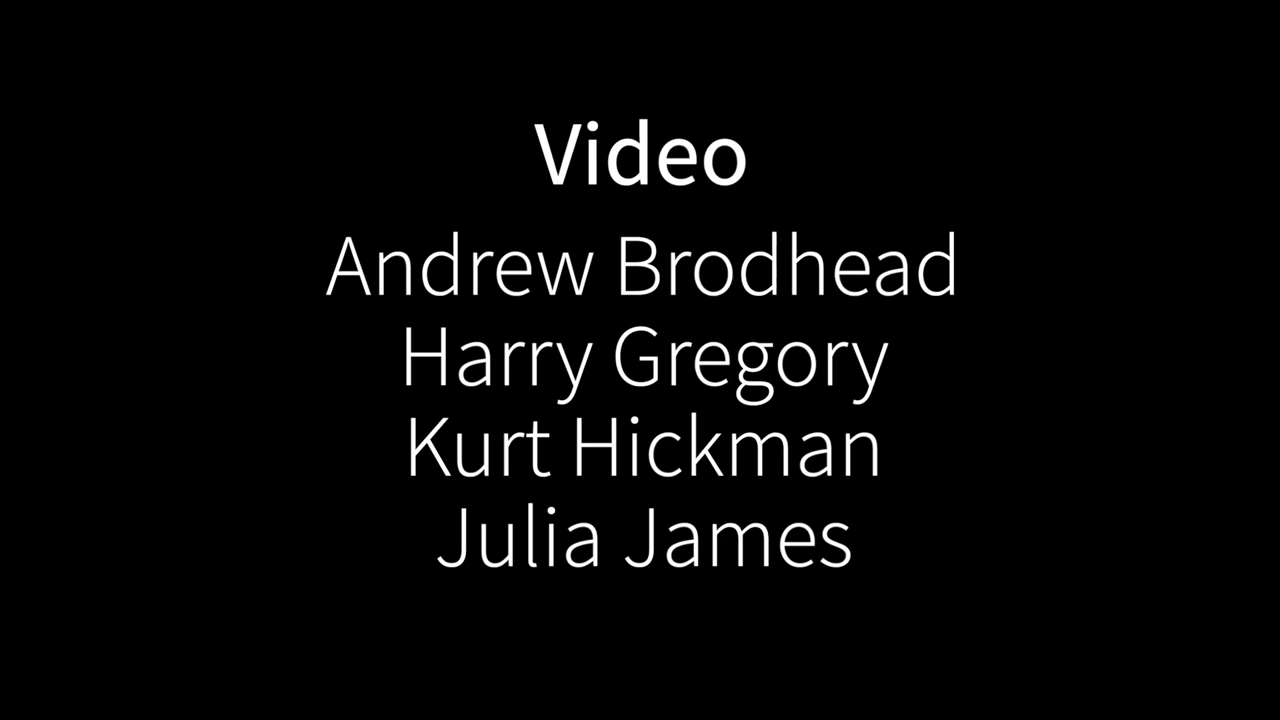 Video
Andrew Brodhead
Harry Gregory
Kurt Hickman
Julia James